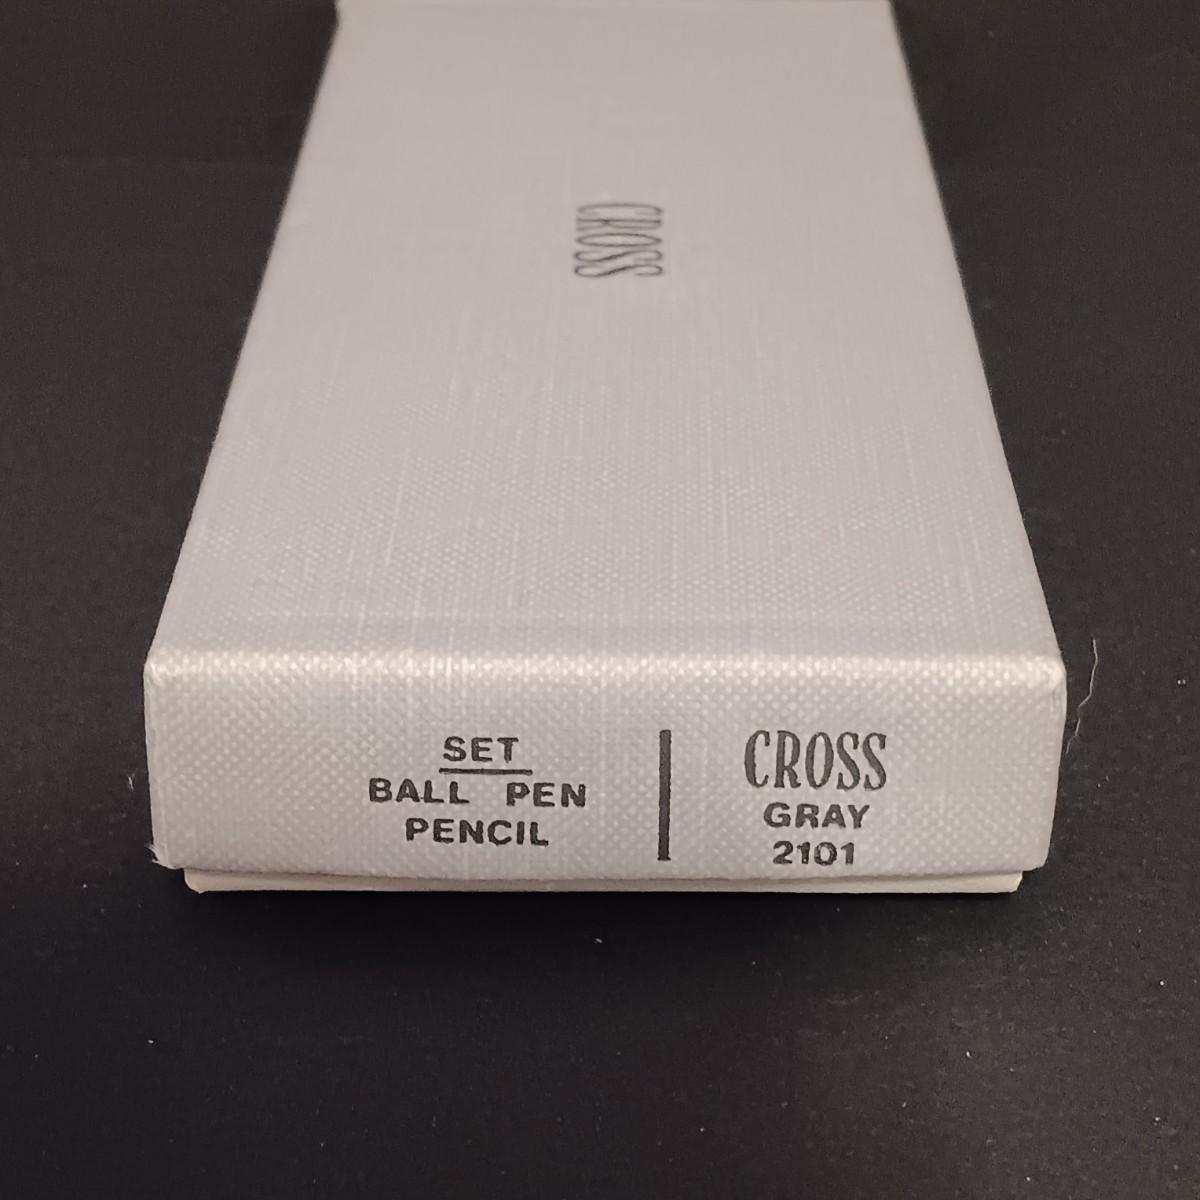 CROSS
SET
BALL PEN
PENCIL
CROSS
GRAY
2101